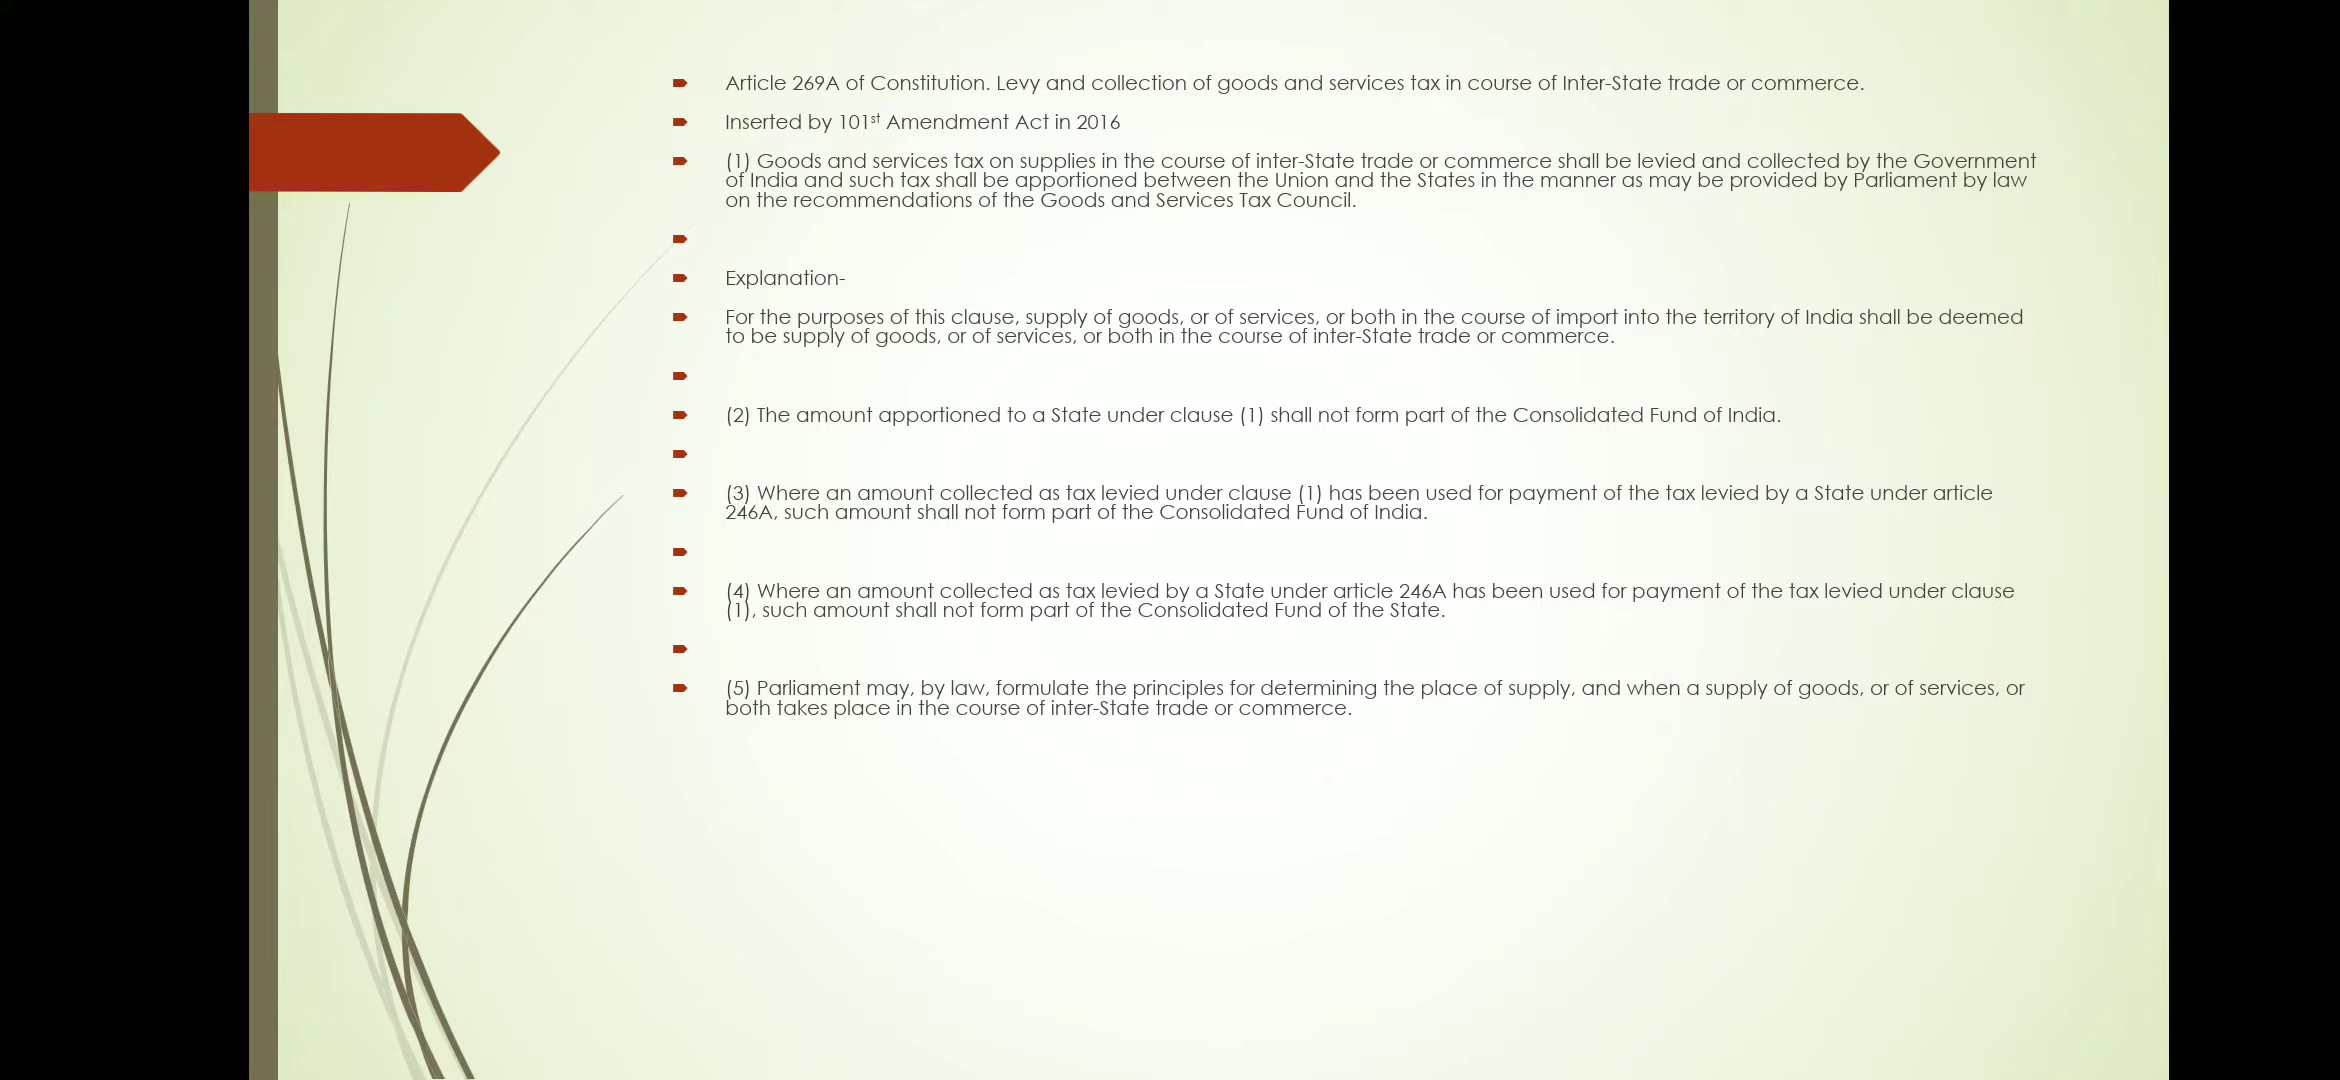 Article 269A of Constitution. Levy and collection of goods and services tax in course of Inter-State trade or commerce.
Inserted by 101st Amendment Act in 2016
(1) Goods and services tax on supplies in the course of inter-State trade or commerce shall be levied and collected by the Government
of India and such tax shall be apportioned between the Union and the States in the manner as may be provided by Parliament by law
on the recommendations of the Goods and Services Tax Council.
Explanation-
For the purposes of this clause, supply of goods, or of services, or both in the course of import into the territory of India shall be deemed
to be supply of goods, or of services, or both in the course of inter-State trade or commerce.
(2) The amount apportioned to a State under clause (1) shall not form part of the Consolidated Fund of India.
(3) Where an amount collected as tax levied under clause (1) has been used for payment of the tax levied by a State under article
246A, such amount shall not form part of the Consolidated Fund of India.
(4) Where an amount collected as tax levied by a State under article 246A has been used for payment of the tax levied under clause
(1), such amount shall not form part of the Consolidated Fund of the State.
(5) Parliament may, by law, formulate the principles for determining the place of supply, and when a supply of goods, or of services, or
both takes place in the course of inter-State trade or commerce.